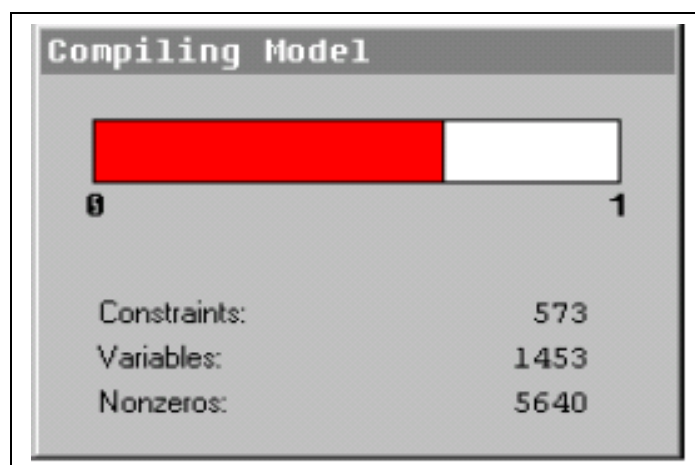 Compiling Model
0 1
Constraints: 573
Variables: 1453
Nonzeros: 5640